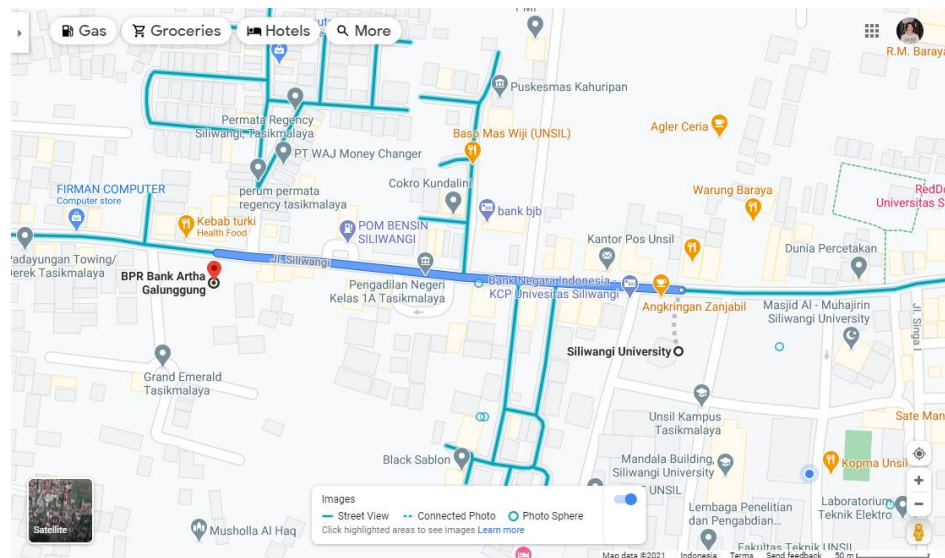 Gas
Groceries
Hotels
More
PMI
R.M. Baraya
Puskesmas Kahuripan
Permata Regency
Siliwangi, Tasikmalaya
Baso Mas Wiji (UNSIL)
Agler Ceria
PT WAJ Money Changer
FIRMAN COMPUTER
Computer store
perum permata
regency tasikmalaya
Cokro Kundalini
Warung Baraya
RedDo
Universitas S
Kebab turki
Health Food
POM BENSIN
SILIWANGI
bank bjb
Kantor Pos Unsil
Dunia Percetakan
Padayungan Towing/
Derek Tasikmalaya
Jl. Siliwangi
BPR Bank Artha
Galunggung
Pengadilan Negeri
Kelas 1A Tasikmalaya
Bank Negara Indonesia -
KCP Univesitas Siliwangi
Angkringan Zanjabil
Masjid Al - Muhajirin
Siliwangi University
Jl. Singa
Siliwangi University
Grand Emerald
Tasikmalaya
Unsil Kampus
Tasikmalaya
Sate Man
Black Sablon
Mandala Building,
Siliwangi University
UNSIL
Kopma Unsil
Images
Street View
Connected Photo
Photo Sphere
Click highlighted areas to see images Learn more
Satellite
Musholla Al Haq
Lembaga Penelitian
dan Pengabdian...
Laboratorium
Teknik Elektro
Fakultas Teknik UNSIL
Map data ©2021 Indonesia Terms Send feedback 50 m